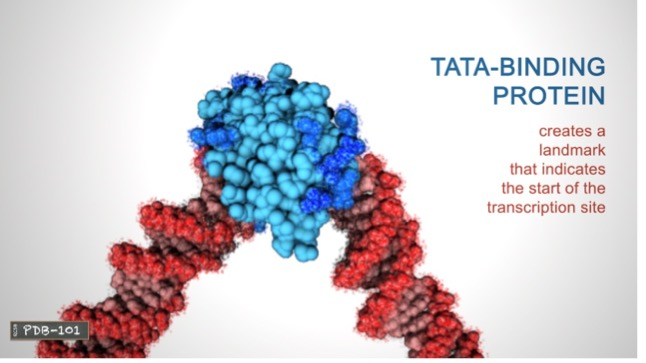 TATA-BINDING
PROTEIN
creates a
landmark
that indicates
the start of the
transcription site
PDB-101